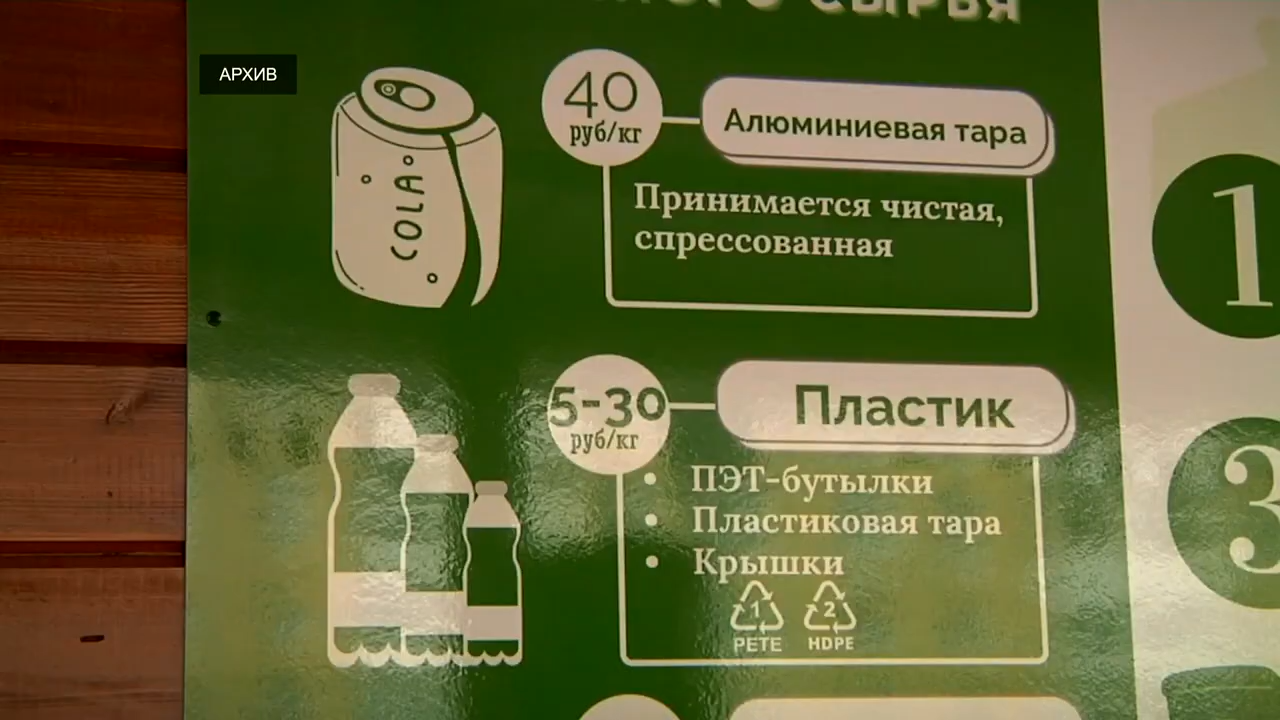 СЫРЬЯ
АРХИВ
40
руб/кг
Алюминиевая тара
Принимается чистая,
спрессованная
COLA
1
5-30
руб/кг
Пластик
• ПЭТ-бутылки
• Пластиковая тара
• Крышки
1
PETE
2
HDPE
3